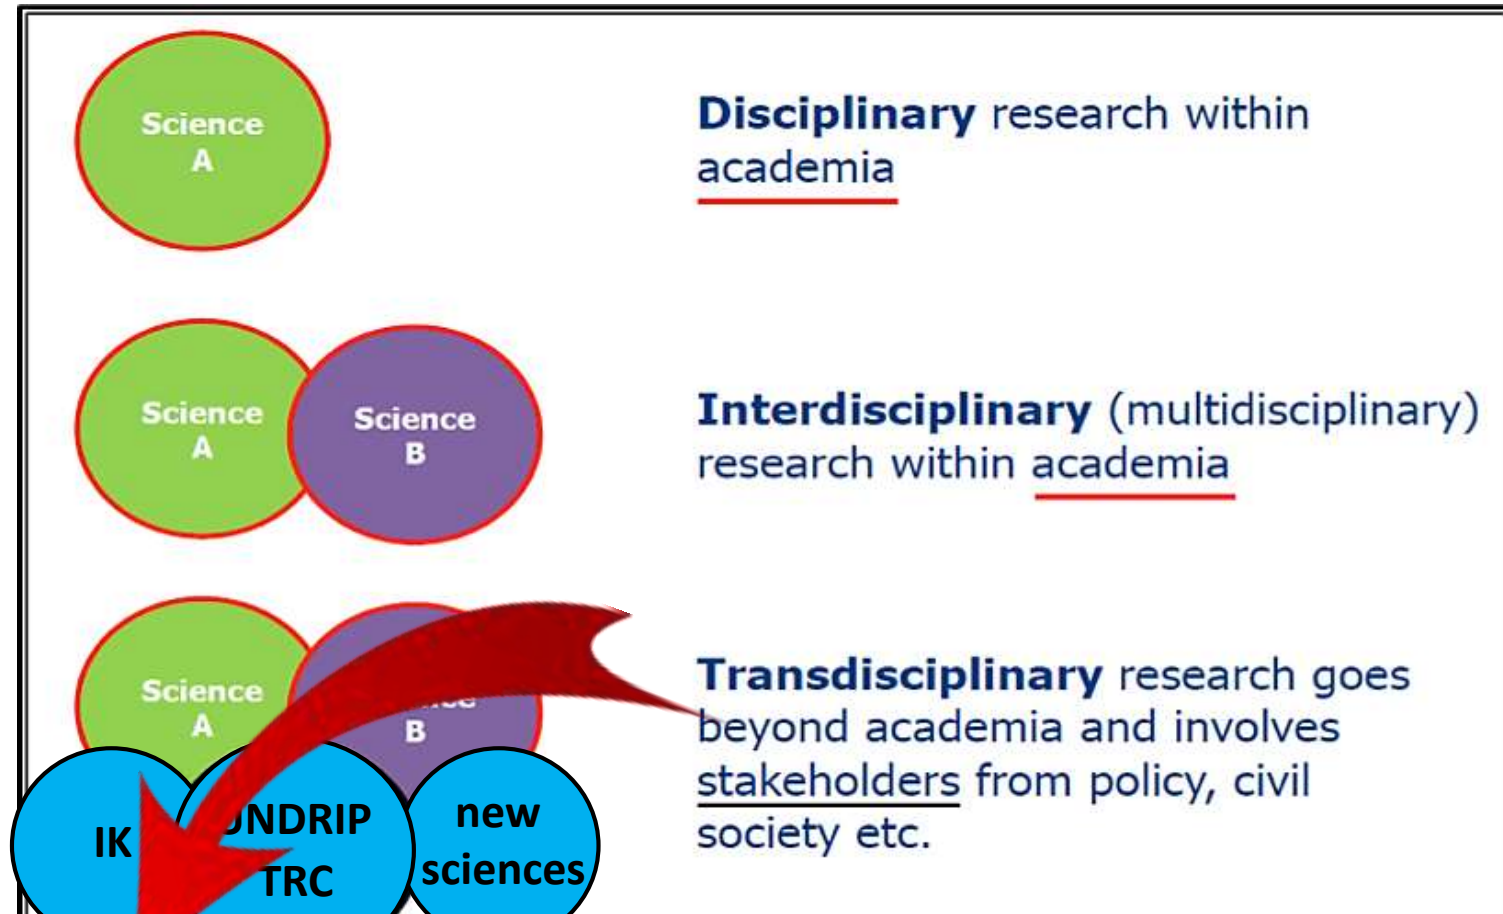 Science
A
Disciplinary research within
academia
Science
A
Science
B
Interdisciplinary (multidisciplinary)
research within academia
Science
A
B
Transdisciplinary research goes
beyond academia and involves
stakeholders from policy, civil
society etc.
IK
UNDRIP
TRC
new
sciences